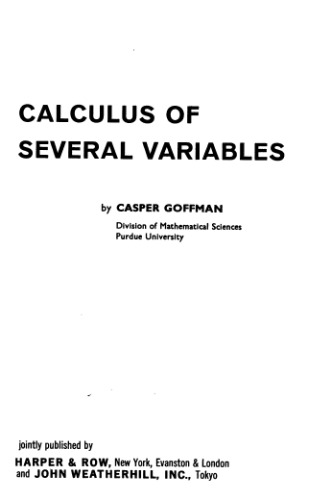 CALCULUS OF
SEVERAL VARIABLES
by CASPER GOFFMAN
Division of Mathematical Sciences
Purdue University
jointly published by
HARPER & ROW, New York, Evanston & London
and JOHN WEATHERHILL, INC., Tokyo